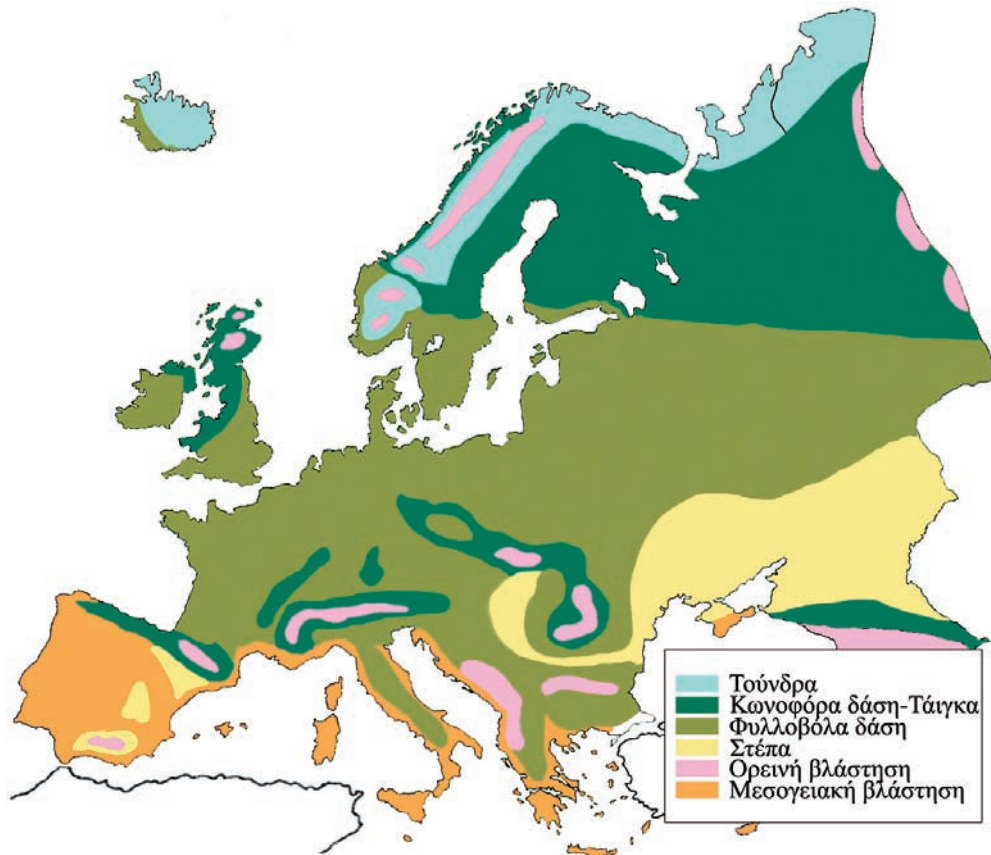 Τούνδρα
Κωνοφόρα δάση-Τάιγκα
Φυλλοβόλα δάση
Στέπα
Ορεινή βλάστηση
Μεσογειακή βλάστηση